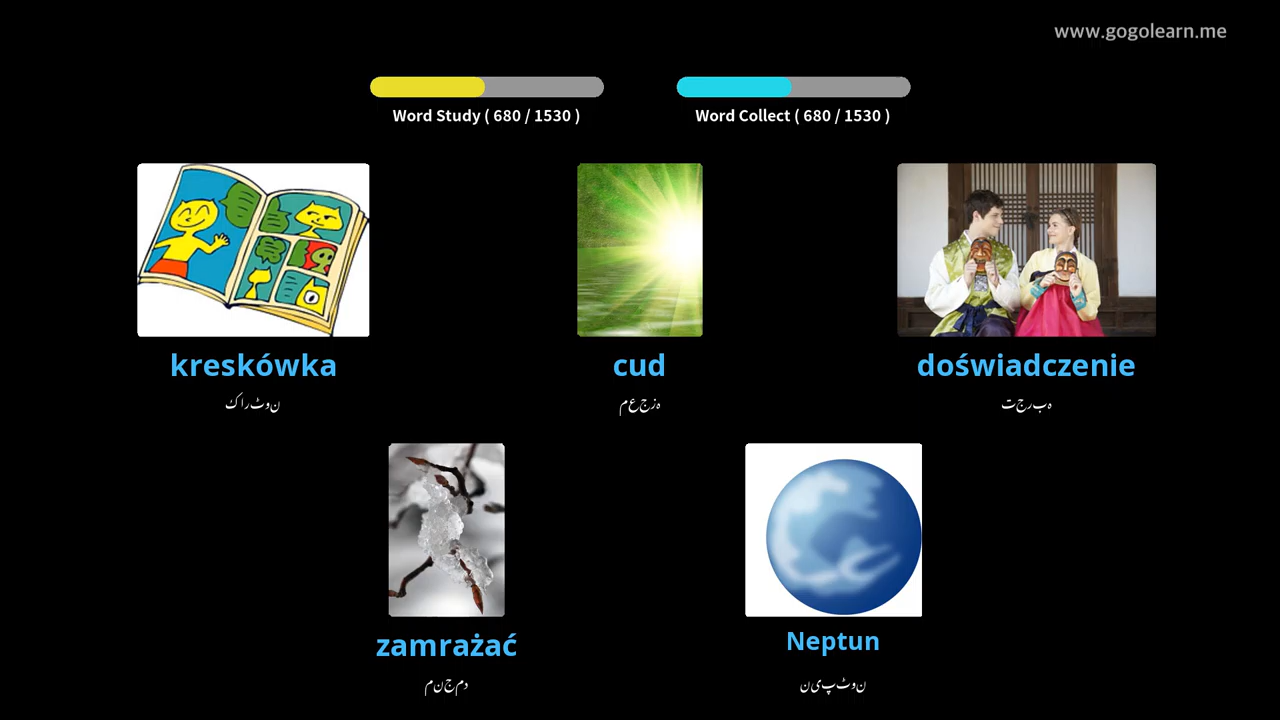 www.gogolearn.me
Word Study ( 680 / 1530 )
Word Collect ( 680 / 1530 )
kreskówka
cud
doświadczenie
کارٹون
معجزہ
تجربہ
zamrażać
Neptun
منجمد
نیپٹون